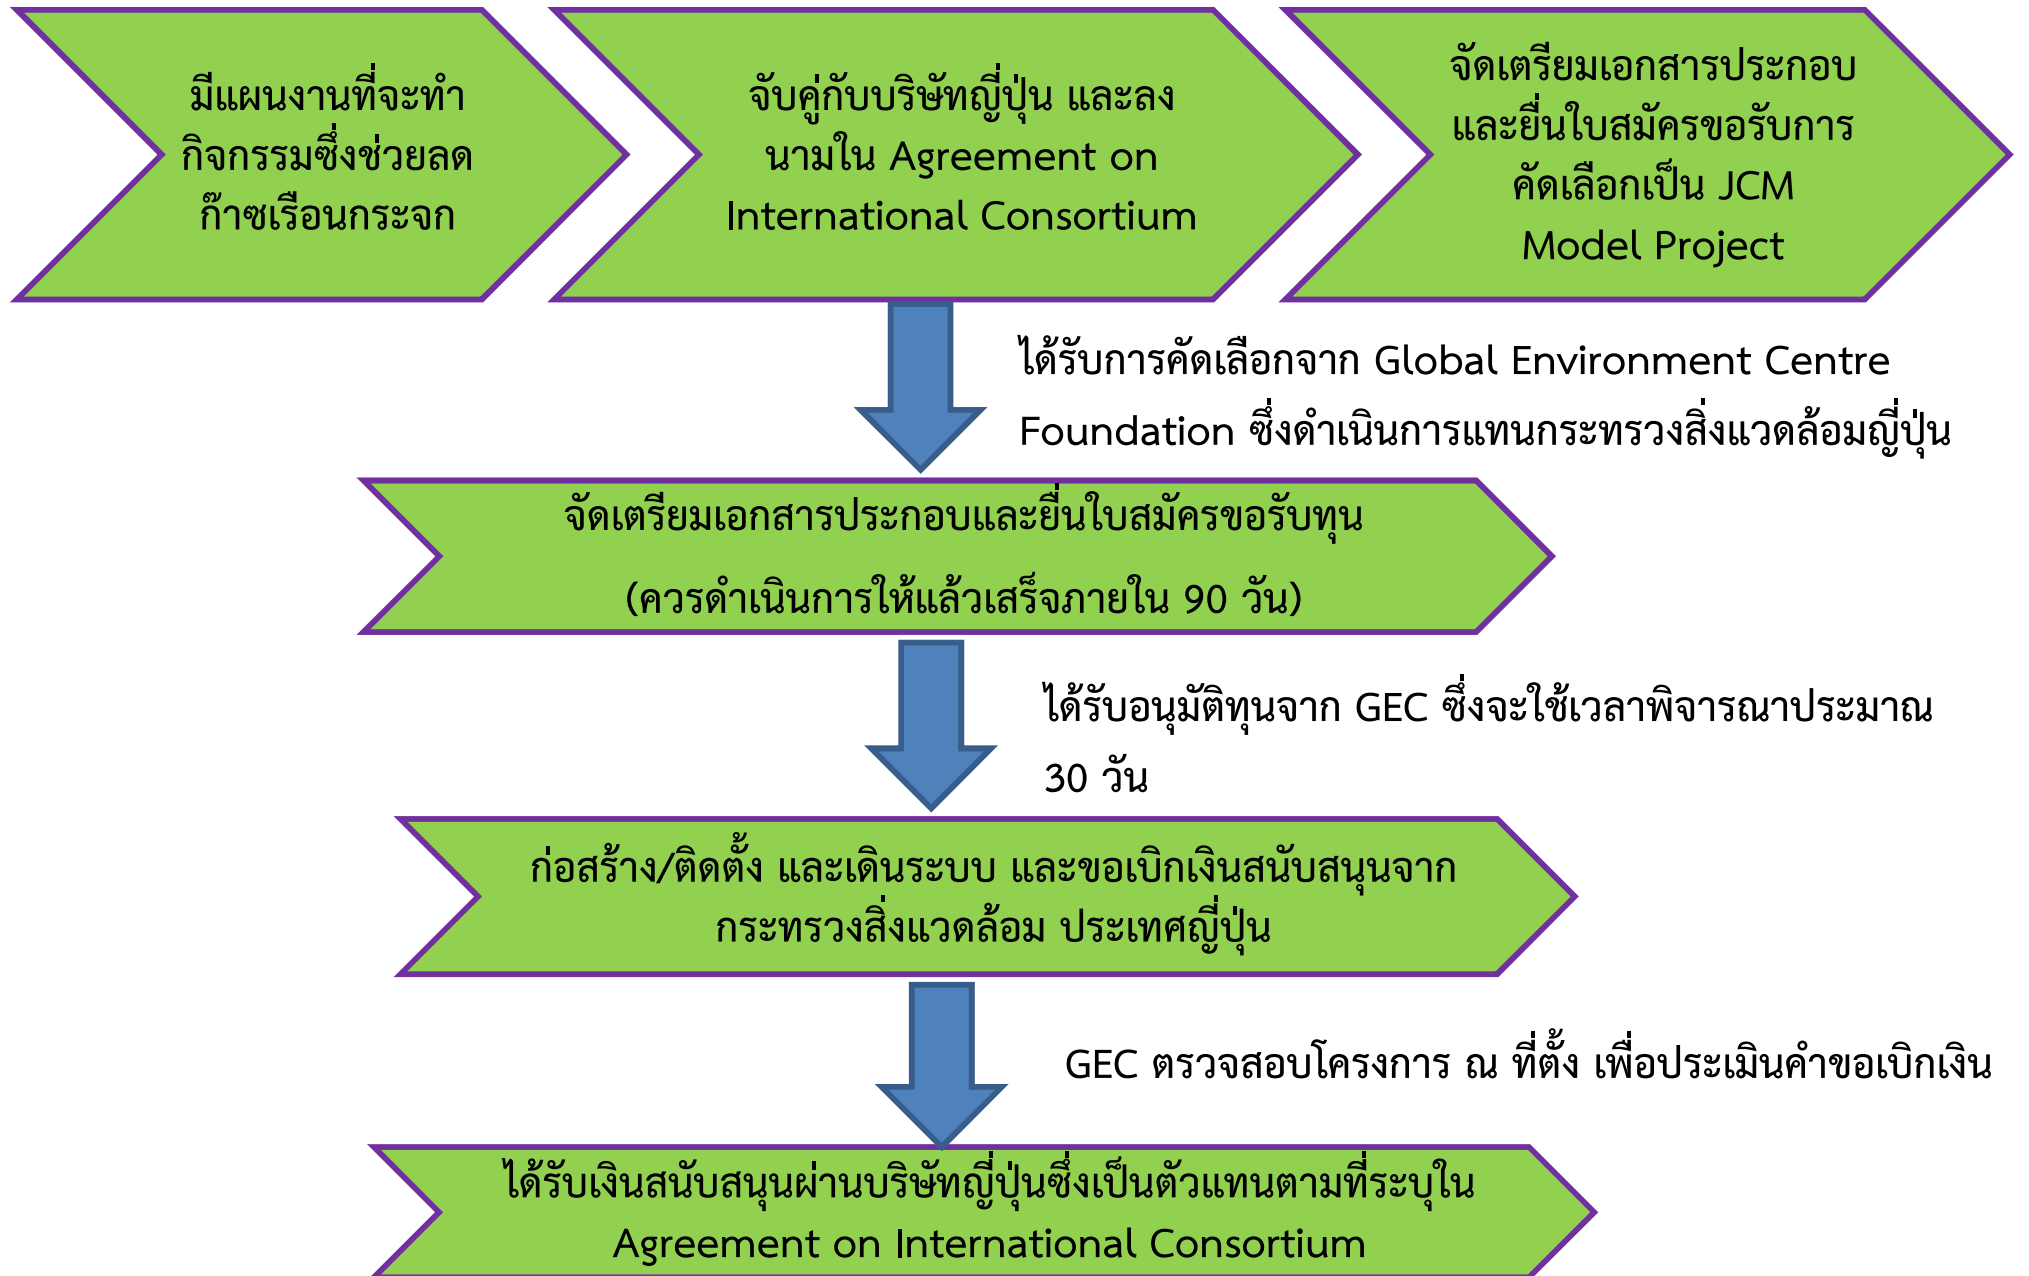 มีแผนงานที่จะทำ
กิจกรรมซึ่งช่วยลด
ก๊าซเรือนกระจก
จับคู่กับบริษัทญี่ปุ่น และลง
นามใน Agreement on
International Consortium
จัดเตรียมเอกสารประกอบ
และยื่นใบสมัครขอรับการ
คัดเลือกเป็น JCM
Model Project
ได้รับการคัดเลือกจาก Global Environment Centre
Foundation ซึ่งดำเนินการแทนกระทรวงสิ่งแวดล้อมญี่ปุ่น
จัดเตรียมเอกสารประกอบและยื่นใบสมัครขอรับทุน
(ควรดำเนินการให้แล้วเสร็จภายใน 90 วัน)
ได้รับอนุมัติทุนจาก GEC ซึ่งจะใช้เวลาพิจารณาประมาณ
30 วัน
ก่อสร้าง/ติดตั้ง และเดินระบบ และขอเบิกเงินสนับสนุนจาก
กระทรวงสิ่งแวดล้อม ประเทศญี่ปุ่น
GEC ตรวจสอบโครงการ ณ ที่ตั้ง เพื่อประเมินคำขอเบิกเงิน
ได้รับเงินสนับสนุนผ่านบริษัทญี่ปุ่นซึ่งเป็นตัวแทนตามที่ระบุใน
Agreement on International Consortium